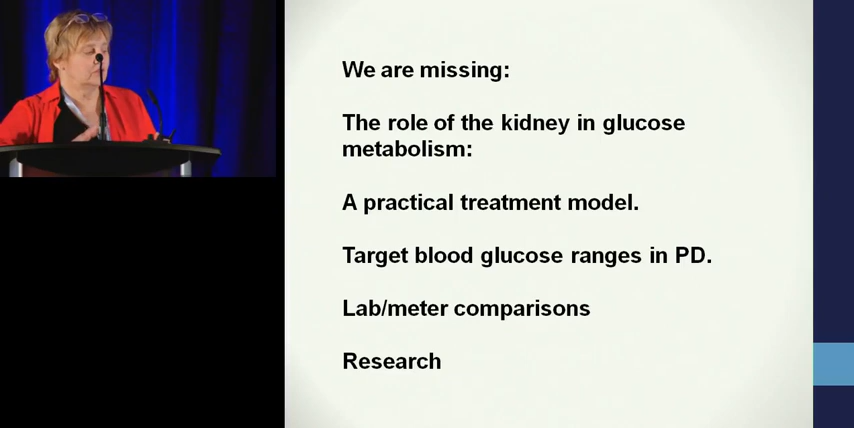 We are missing:
The role of the kidney in glucose
metabolism:
A practical treatment model.
Target blood glucose ranges in PD.
Lab/meter comparisons
Research